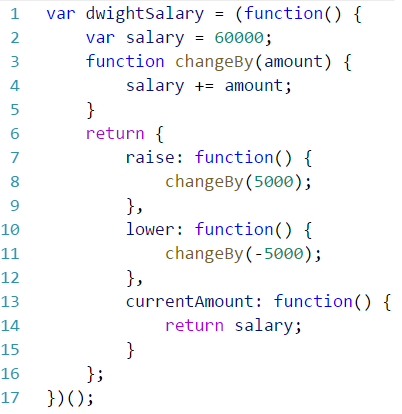 1 var dwightSalary = (function() {
2     var salary = 60000;
3     function changeBy(amount) {
4         salary += amount;
5     }
6     return {
7         raise: function() {
8             changeBy(5000);
9         },
10         lower: function() {
11             changeBy(-5000);
12         },
13         currentAmount: function() {
14             return salary;
15         }
16     };
17 })();